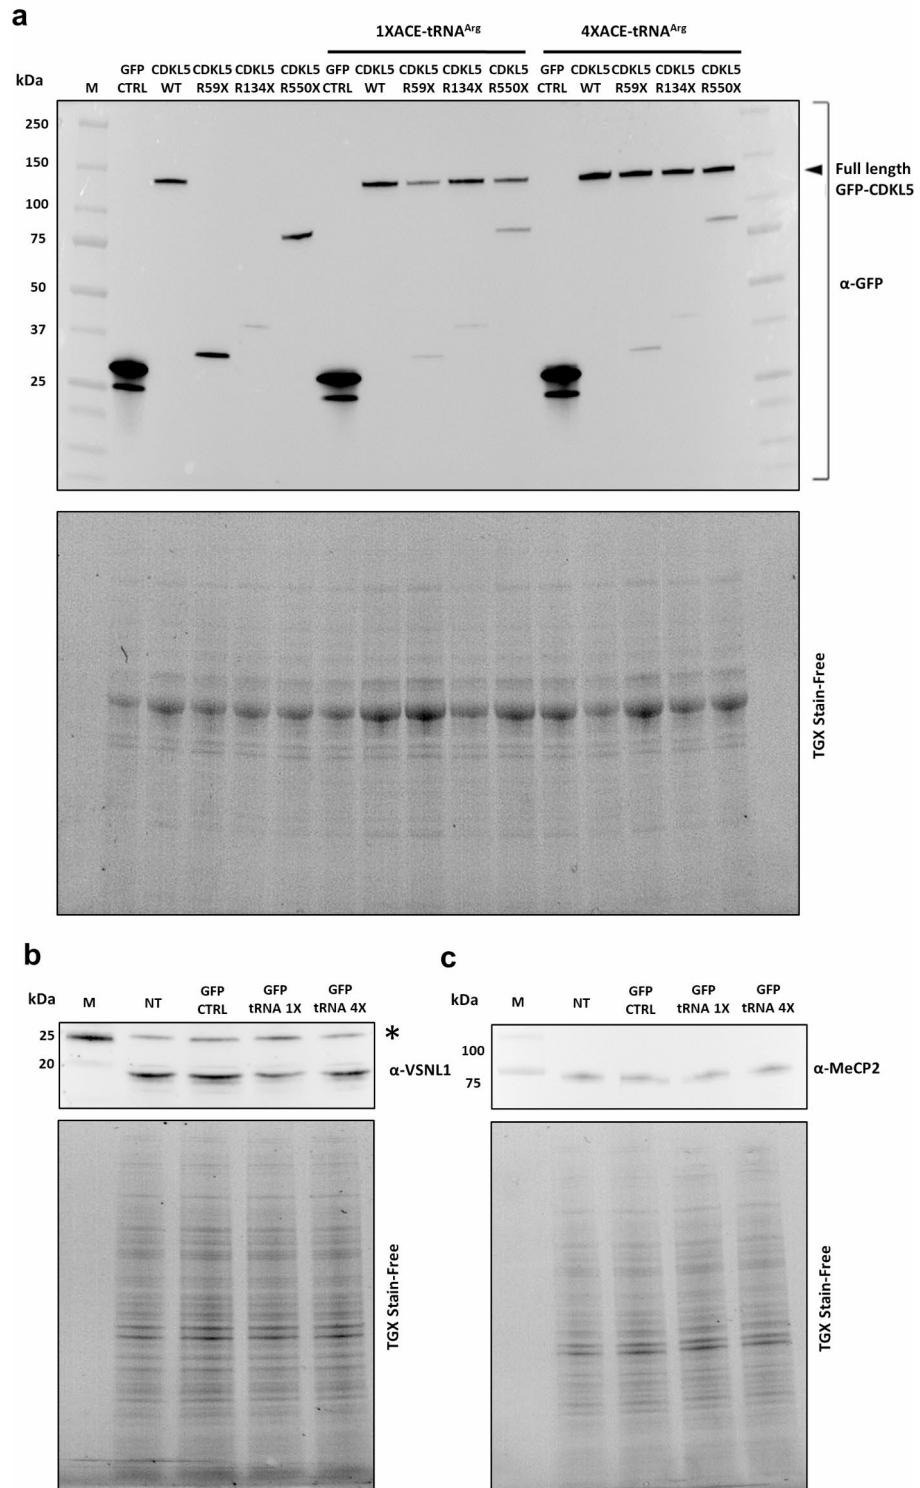 a
1XACE-tRNAArg 4XACE-tRNAArg
kDa M GFP CDKL5 CDKL5 CDKL5 CDKL5 GFP CDKL5 CDKL5 CDKL5 CDKL5 GFP CDKL5 CDKL5 CDKL5 CDKL5
CTRL WT R59X R134X R550X CTRL WT R59X R134X R550X CTRL WT R59X R134X R550X
250
150
100
75
50
37
25
Full length
GFP-CDKL5
α-GFP
TGX Stain-Free
b
kDa M NT GFP GFP GFP
CTRL tRNA 1X tRNA 4X
25 *
20
α-VSNL1
TGX Stain-Free
c
kDa M NT GFP GFP GFP
CTRL tRNA 1X tRNA 4X
100
75
α-MeCP2
TGX Stain-Free